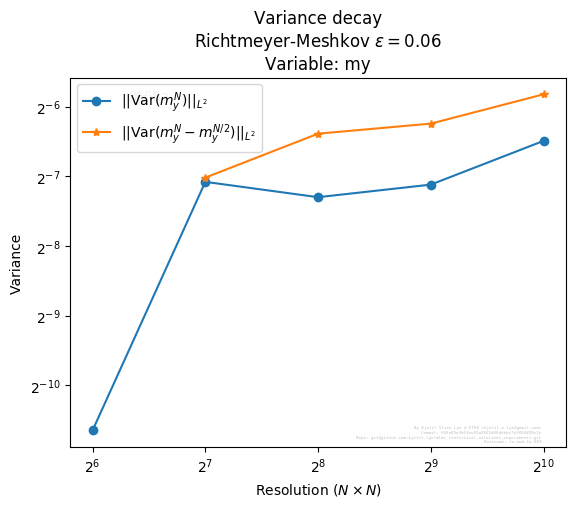 Variance decay
Richtmeyer-Meshkov ε = 0.06
Variable: my
||Var(m_y^N)||_{L^2}
||Var(m_y^N − m_y^{N/2})||_{L^2}
Variance
2^{−6}
2^{−7}
2^{−8}
2^{−9}
2^{−10}
2^6
2^7
2^8
2^9
2^{10}
Resolution (N × N)